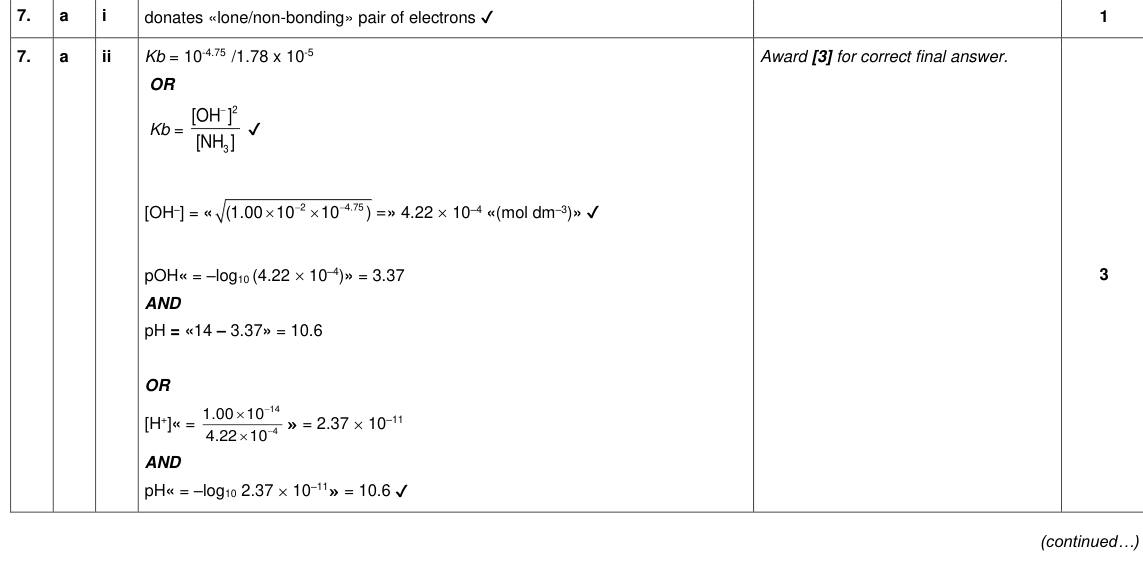 7. a i donates «lone/non-bonding» pair of electrons ✓ 1
7. a ii Kb = 10⁻⁴·⁷⁵ /1.78 x 10⁻⁵ Award [3] for correct final answer.
OR
Kb = [OH⁻]² / [NH₃] ✓
[OH⁻] = «√(1.00 × 10⁻² × 10⁻⁴·⁷⁵) =» 4.22 × 10⁻⁴ «(mol dm⁻³)» ✓
pOH« = –log₁₀ (4.22 × 10⁻⁴)» = 3.37 3
AND
pH = «14 – 3.37» = 10.6
OR
[H⁺]« = 1.00 × 10⁻¹⁴ / 4.22 × 10⁻⁴ » = 2.37 × 10⁻¹¹
AND
pH« = –log₁₀ 2.37 × 10⁻¹¹» = 10.6 ✓
(continued…)